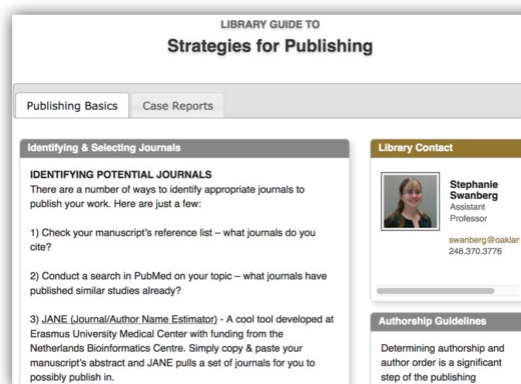 LIBRARY GUIDE TO
Strategies for Publishing
Publishing Basics
Case Reports
Identifying & Selecting Journals
IDENTIFYING POTENTIAL JOURNALS
There are a number of ways to identify appropriate journals to
publish your work. Here are just a few:
1) Check your manuscript's reference list – what journals do you
cite?
2) Conduct a search in PubMed on your topic – what journals have
published similar studies already?
3) JANE (Journal/Author Name Estimator) - A cool tool developed at
Erasmus University Medical Center with funding from the
Netherlands Bioinformatics Centre. Simply copy & paste your
manuscript's abstract and JANE pulls a set of journals for you to
possibly publish in.
Library Contact
Stephanie
Swanberg
Assistant
Professor
swanberg@oaklan
248.370.3776
Authorship Guidelines
Determining authorship and
author order is a significant
step of the publishing